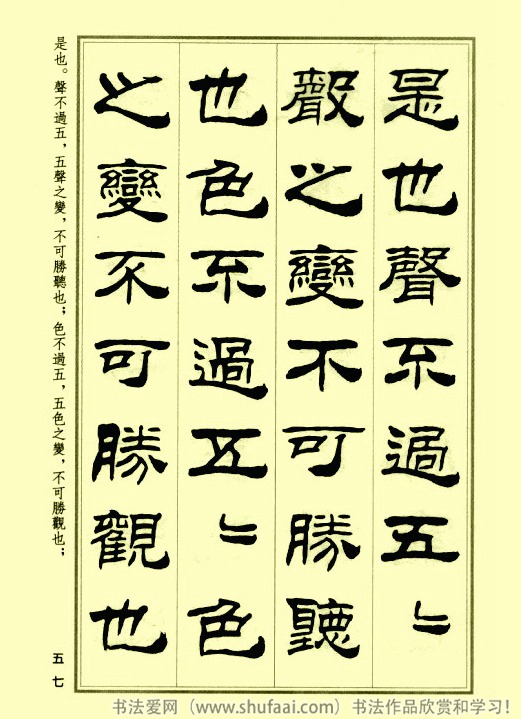 是也聲不過五〻
聲之變不可勝聽
也色不過五〻色
之變不可勝觀也
是也。聲不過五，五聲之變，不可勝聽也；色不過五，五色之變，不可勝觀也；
五七
书法爱网（www.shufaai.com）书法作品欣赏和学习！